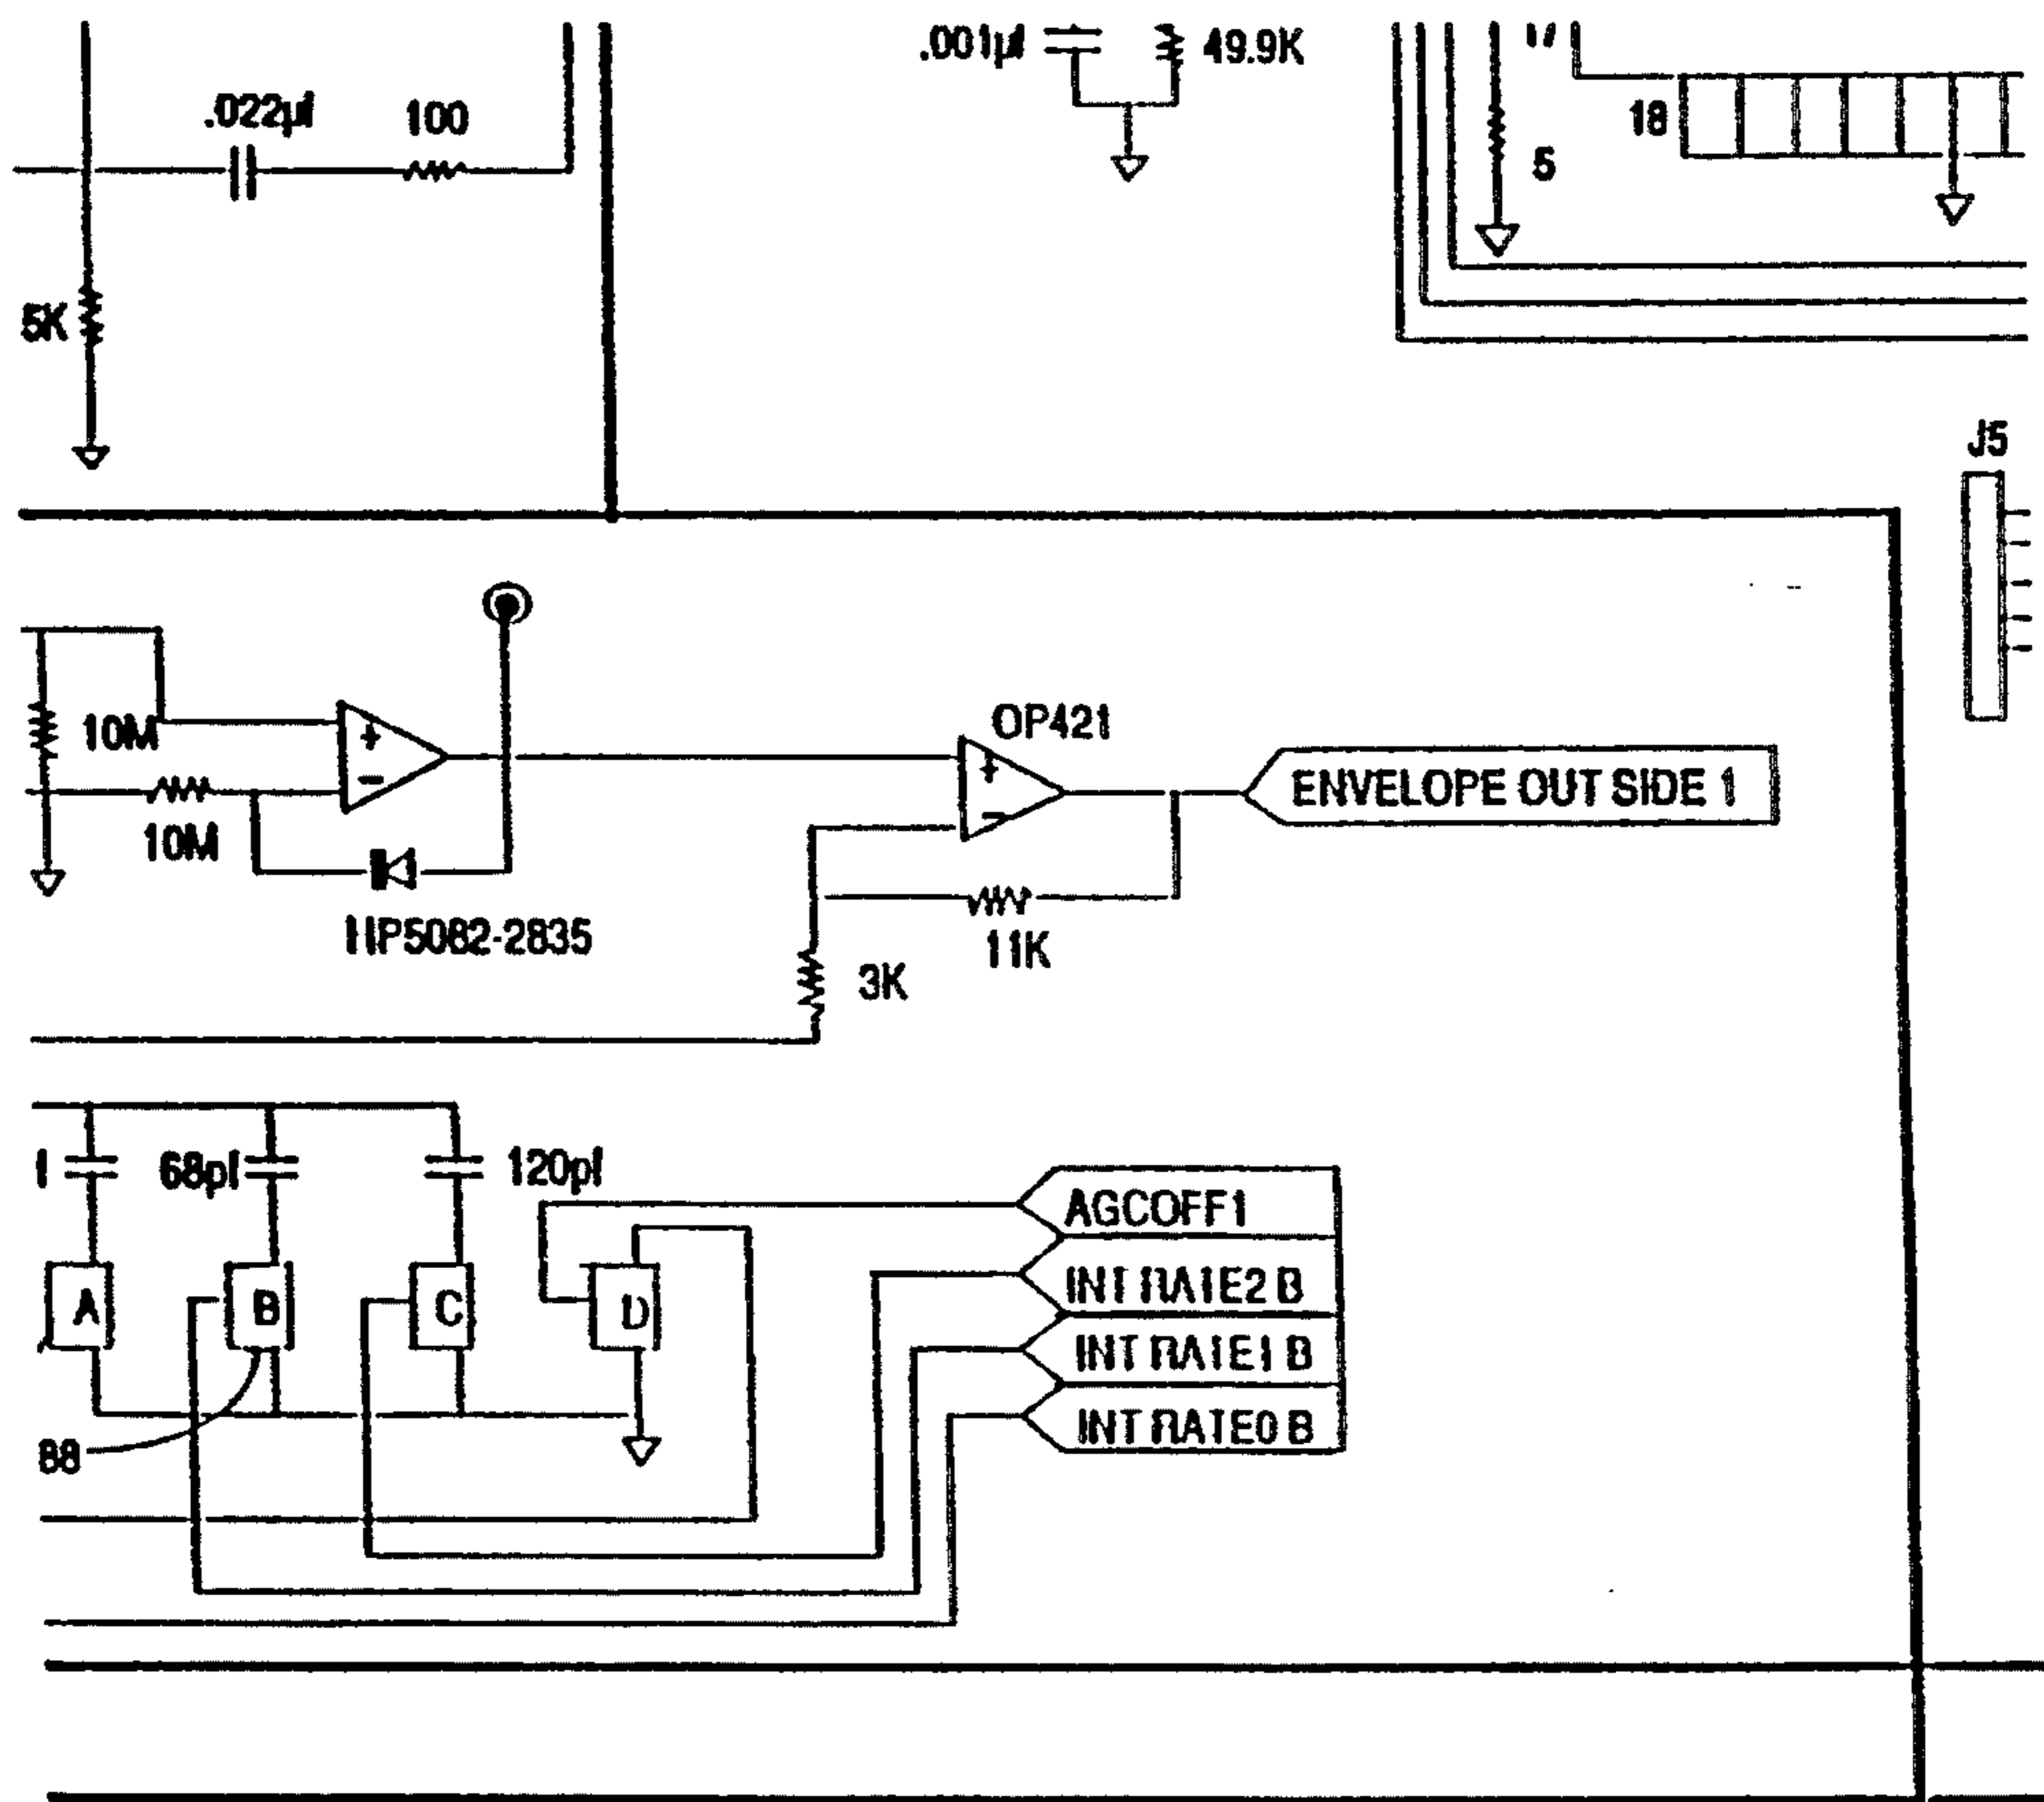 .001µf 49.9K
.022µf 100
18
5
5K
J5
10M
OP421
ENVELOPE OUT SIDE 1
10M
HP5082-2835
11K
3K
68pf
120pf
AGCOFF1
A B C D
INT RATE2 B
INT RATE1 B
INT RATE0 B
88